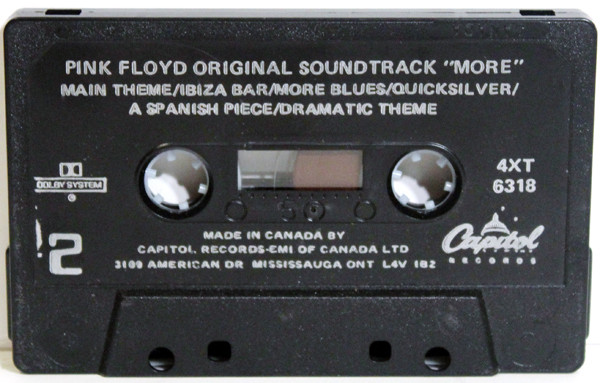 PINK FLOYD ORIGINAL SOUNDTRACK "MORE"
MAIN THEME/IBIZA BAR/MORE BLUES/QUICKSILVER/
A SPANISH PIECE/DRAMATIC THEME
DOLBY SYSTEM
®
4XT
6318
2
MADE IN CANADA BY
CAPITOL RECORDS-EMI OF CANADA LTD
3109 AMERICAN DR MISSISSAUGA ONT L4V 1B2
Capitol
RECORDS